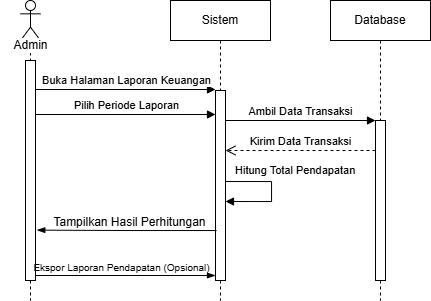 Sistem
Database
Admin
Buka Halaman Laporan Keuangan
Pilih Periode Laporan
Ambil Data Transaksi
Kirim Data Transaksi
Hitung Total Pendapatan
Tampilkan Hasil Perhitungan
Ekspor Laporan Pendapatan (Opsional)